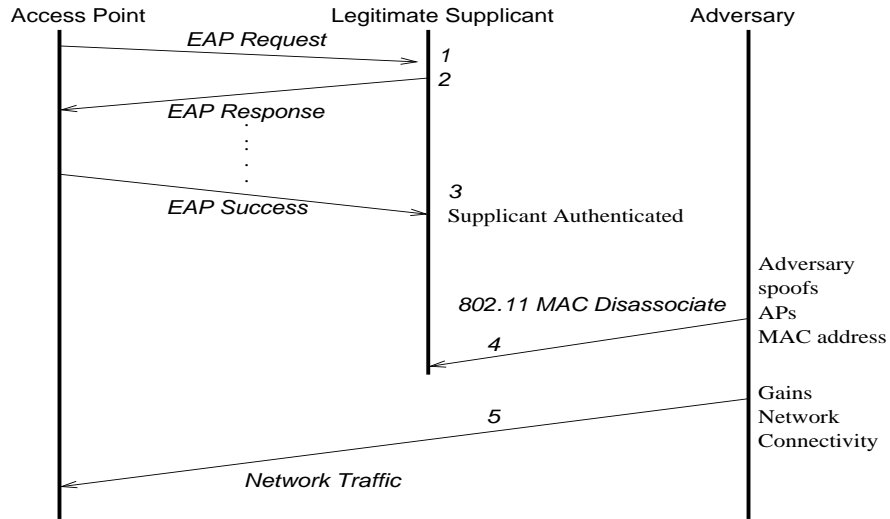 Access Point
Legitimate Supplicant
Adversary
EAP Request
1
2
EAP Response
3
EAP Success
Supplicant Authenticated
Adversary
spoofs
APs
MAC address
802.11 MAC Disassociate
4
Gains
Network
Connectivity
5
Network Traffic